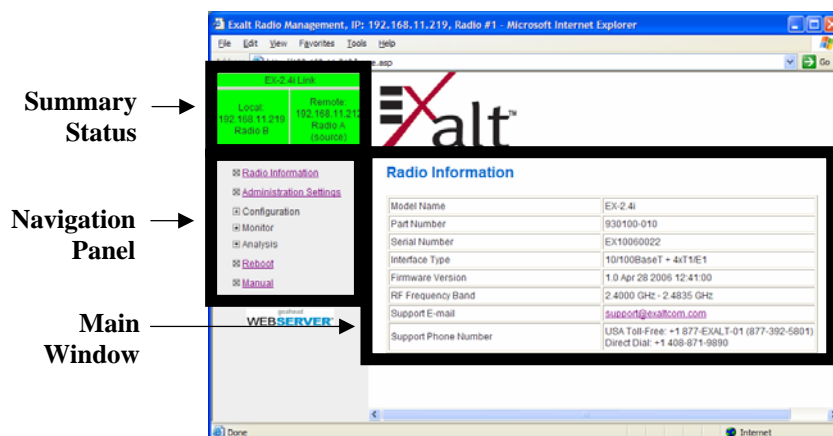 Exalt Radio Management, IP: 192.168.11.219, Radio #1 - Microsoft Internet Explorer
File Edit View Favorites Tools Help
.asp
Go
EX-2.4i Link
Local: 192.168.11.219 Radio B
Remote: 192.168.11.212 Radio A (source)
Exalt™
Summary
Status
Navigation
Panel
Main
Window
Radio Information
Administration Settings
Configuration
Monitor
Analysis
Reboot
Manual
goahead
WEBSERVER
Radio Information
Model Name EX-2.4i
Part Number 930100-010
Serial Number EX10060022
Interface Type 10/100BaseT + 4xT1/E1
Firmware Version 1.0 Apr 28 2006 12:41:00
RF Frequency Band 2.4000 GHz - 2.4835 GHz
Support E-mail support@exaltcom.com
Support Phone Number USA Toll-Free: +1 877-EXALT-01 (877-392-5801)
Direct Dial: +1 408-871-9890
Done
Internet